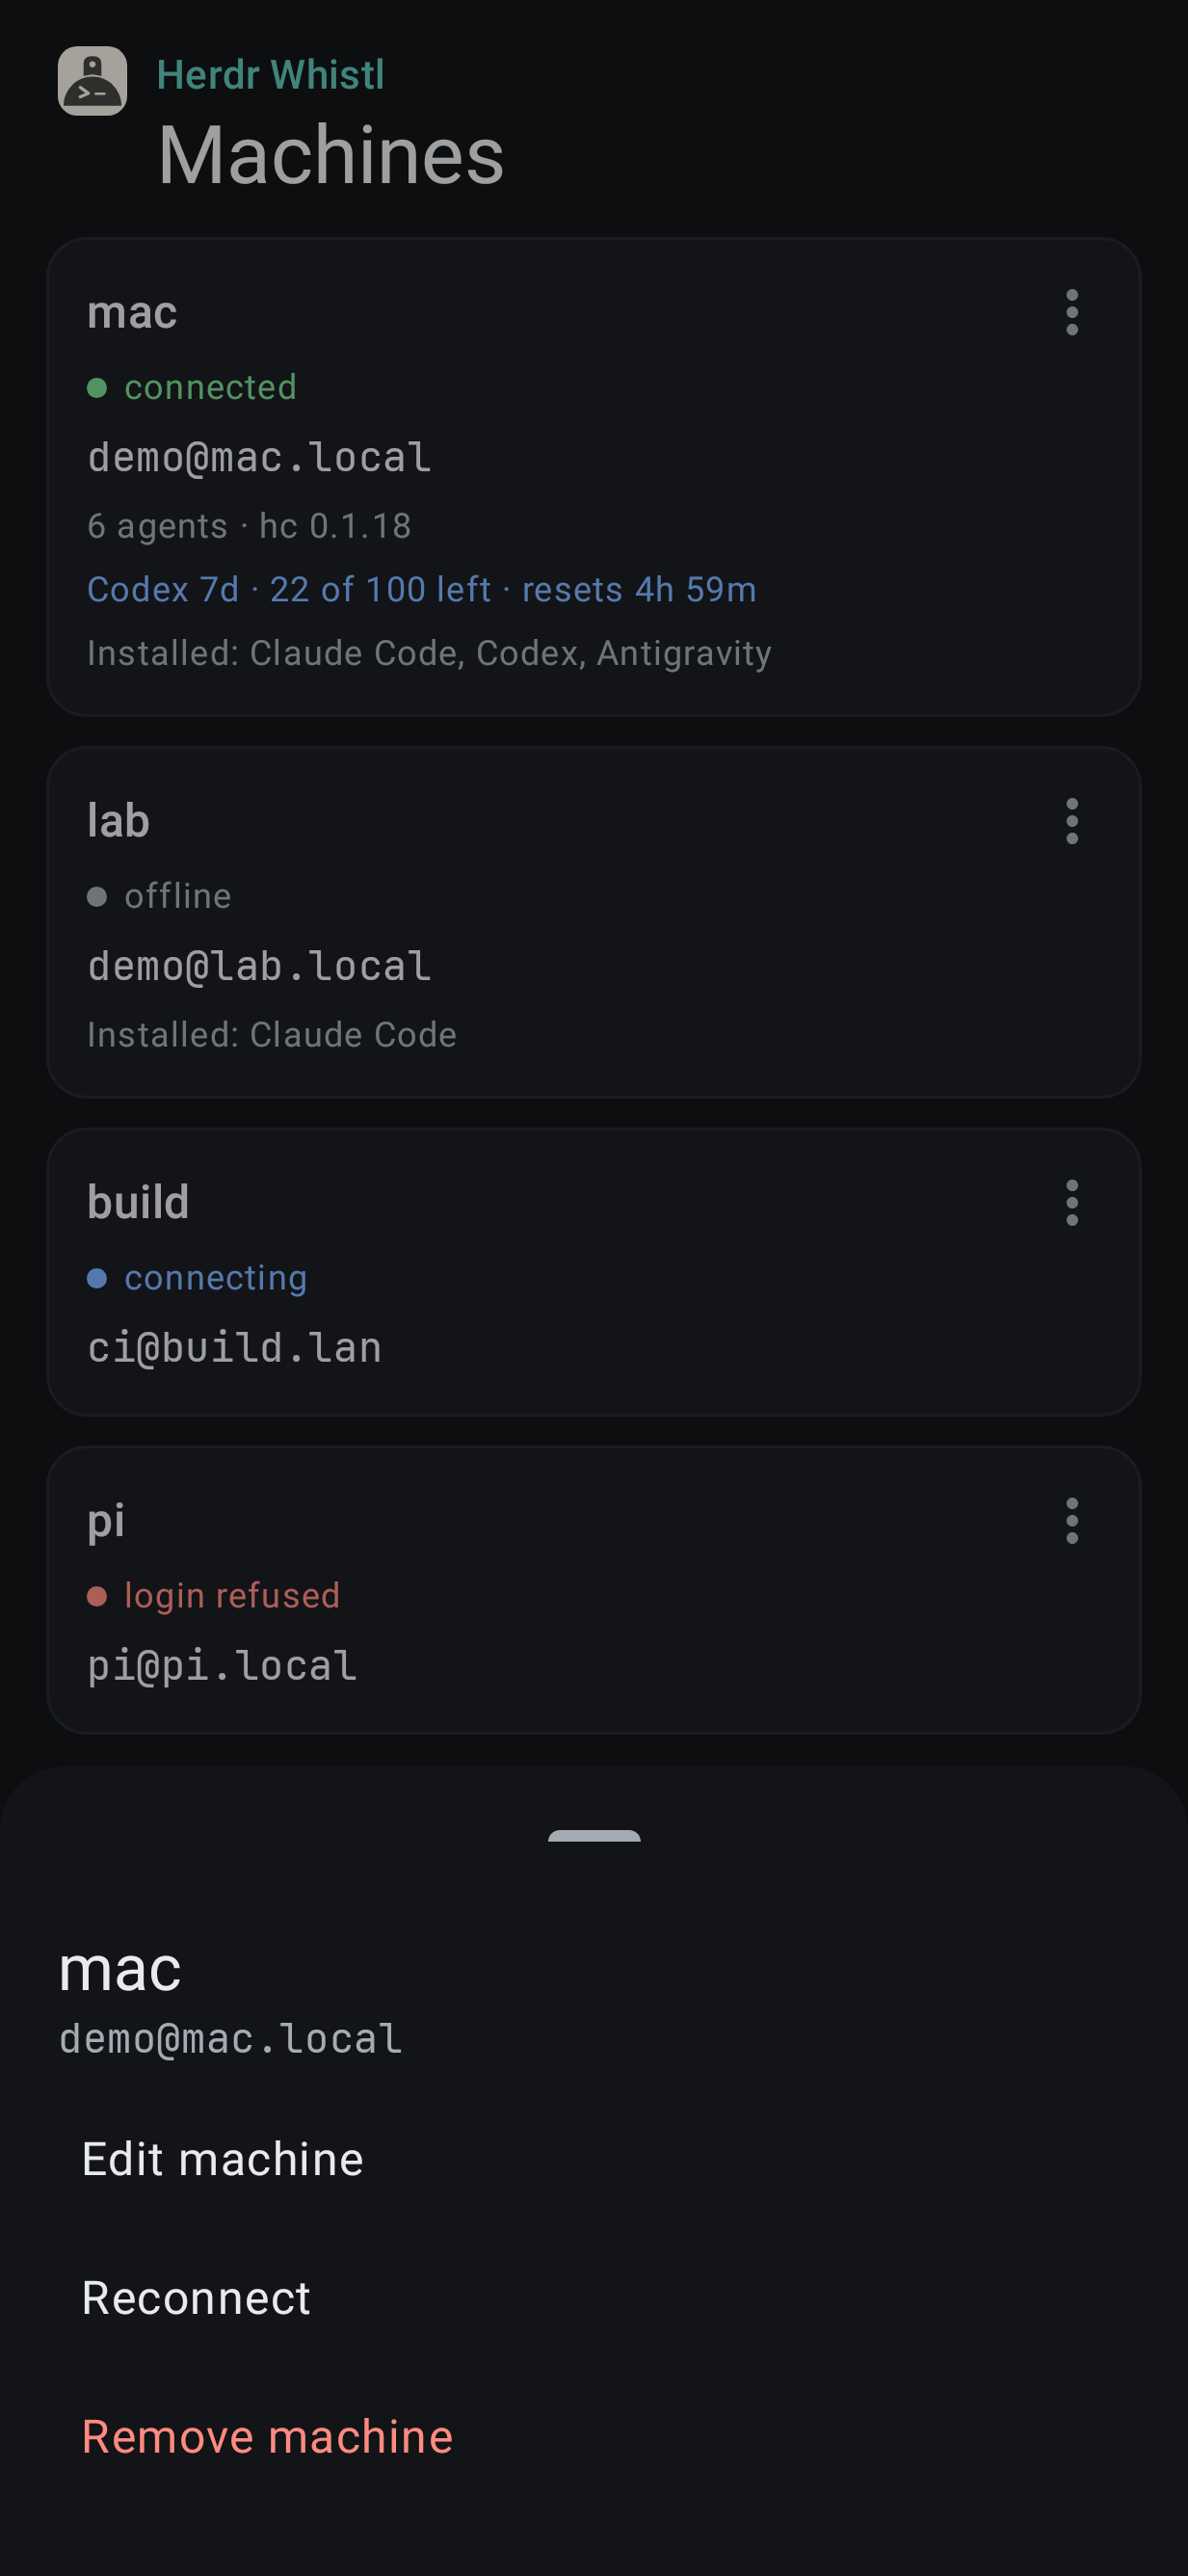 Herdr Whistl
Machines
mac
connected
demo@mac.local
6 agents · hc 0.1.18
Codex 7d · 22 of 100 left · resets 4h 59m
Installed: Claude Code, Codex, Antigravity
lab
offline
demo@lab.local
Installed: Claude Code
build
connecting
ci@build.lan
pi
login refused
pi@pi.local
mac
demo@mac.local
Edit machine
Reconnect
Remove machine